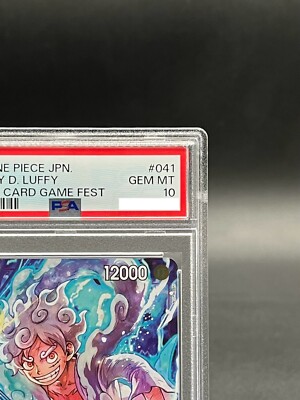 NE PIECE JPN. #041
Y D. LUFFY GEM MT
CARD GAME FEST 10
PSA
12000